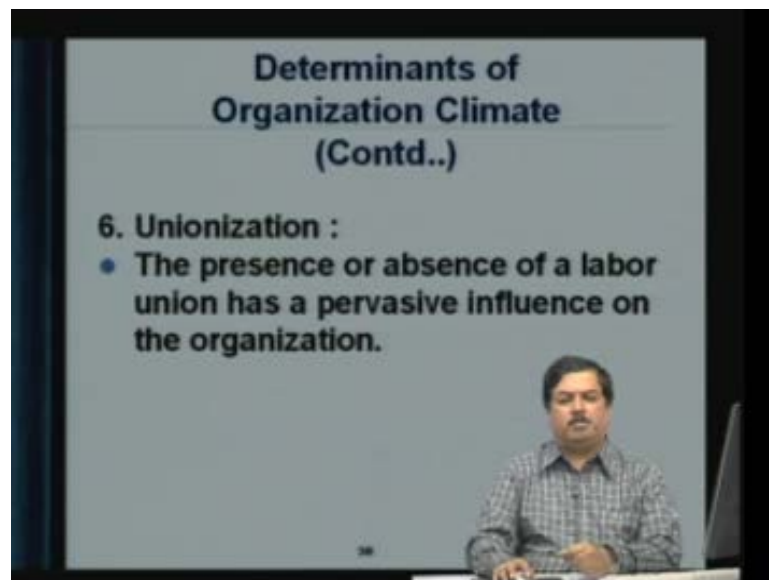 Determinants of
Organization Climate
(Contd..)
6. Unionization :
• The presence or absence of a labor
union has a pervasive influence on
the organization.